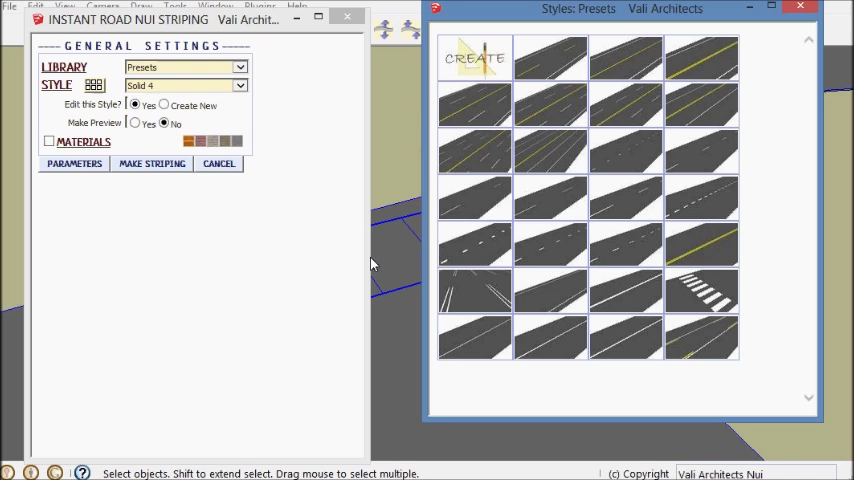 File Edit View Camera Draw Tools Window Plugins Help
INSTANT ROAD NUI STRIPING Vali Archit...
Styles: Presets Vali Architects
---- GENERAL SETTINGS -----
LIBRARY Presets
STYLE Solid 4
Edit this Style? Yes Create New
Make Preview Yes No
MATERIALS
PARAMETERS MAKE STRIPING CANCEL
CREATE
Select objects. Shift to extend select. Drag mouse to select multiple.
(c) Copyright Vali Architects Nui